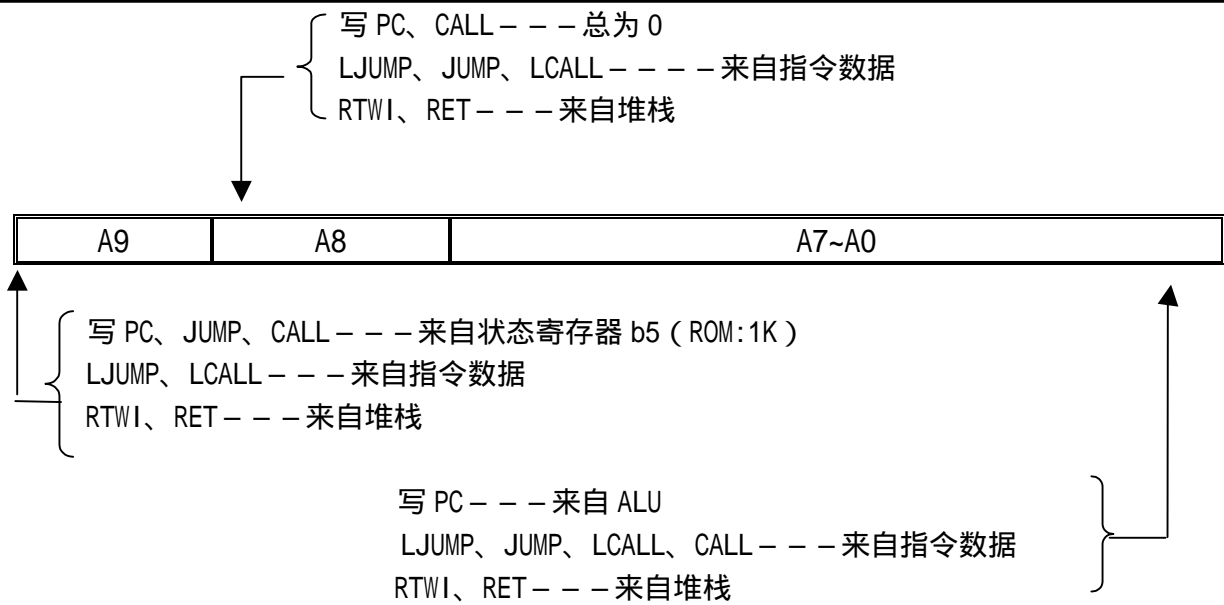 写 PC、CALL－－－总为 0
LJUMP、JUMP、LCALL－－－－来自指令数据
RTWI、RET－－－来自堆栈
A9 A8 A7~A0
写 PC、JUMP、CALL－－－来自状态寄存器 b5（ROM:1K）
LJUMP、LCALL－－－来自指令数据
RTWI、RET－－－来自堆栈
写 PC－－－来自 ALU
LJUMP、JUMP、LCALL、CALL－－－来自指令数据
RTWI、RET－－－来自堆栈